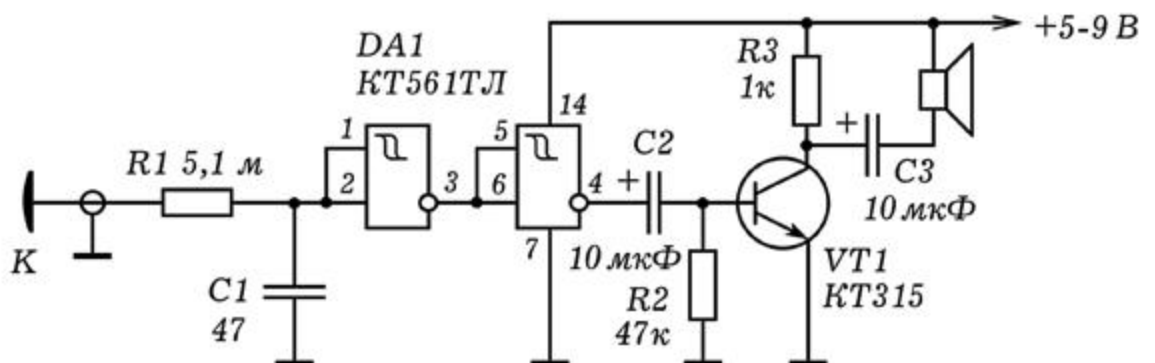 DA1
КТ561ТЛ
+5-9 В
R3
1к
14
1
2
3
5
6
4
7
R1 5,1 м
C2
+
10 мкФ
+
C3
10 мкФ
К
C1
47
R2
47к
VT1
КТ315